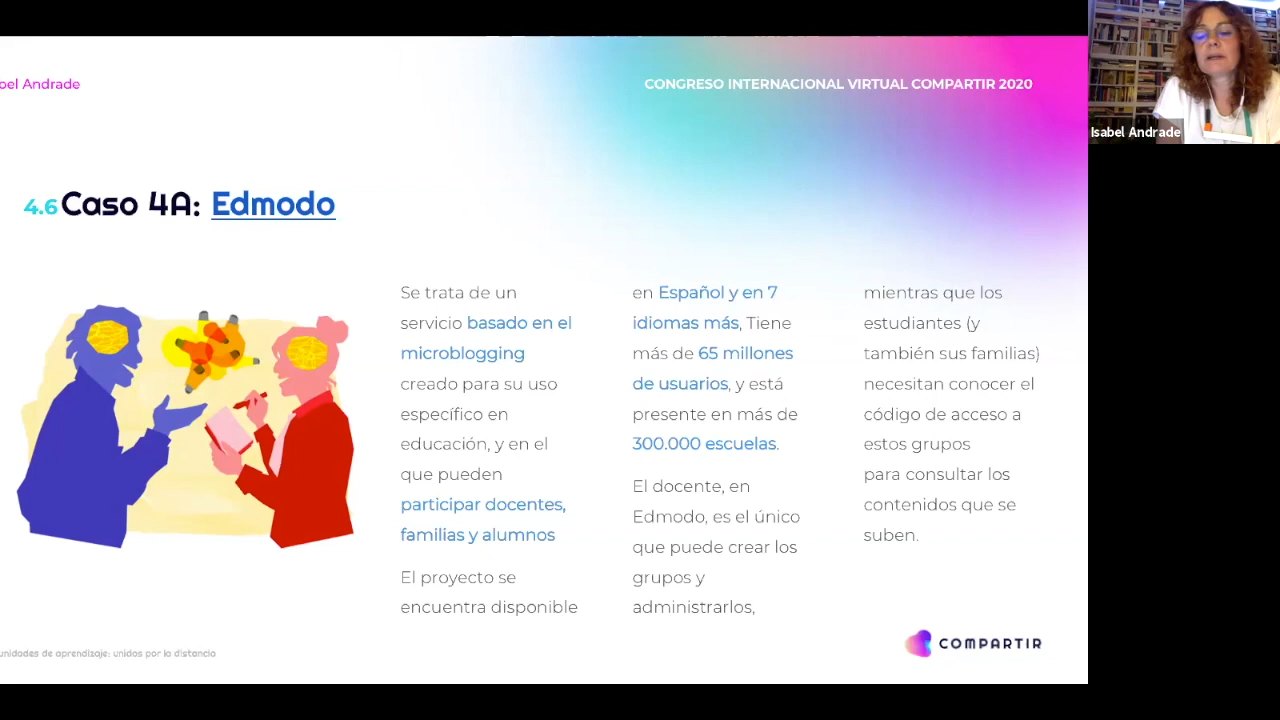 bel Andrade
CONGRESO INTERNACIONAL VIRTUAL COMPARTIR 2020
Isabel Andrade
4.6 Caso 4A: Edmodo
Se trata de un
servicio basado en el
microblogging
creado para su uso
específico en
educación, y en el
que pueden
participar docentes,
familias y alumnos
El proyecto se
encuentra disponible
en Español y en 7
idiomas más, Tiene
más de 65 millones
de usuarios, y está
presente en más de
300.000 escuelas.
El docente, en
Edmodo, es el único
que puede crear los
grupos y
administrarlos,
mientras que los
estudiantes (y
también sus familias)
necesitan conocer el
código de acceso a
estos grupos
para consultar los
contenidos que se
suben.
unidades de aprendizaje: unidos por la distancia
COMPARTIR